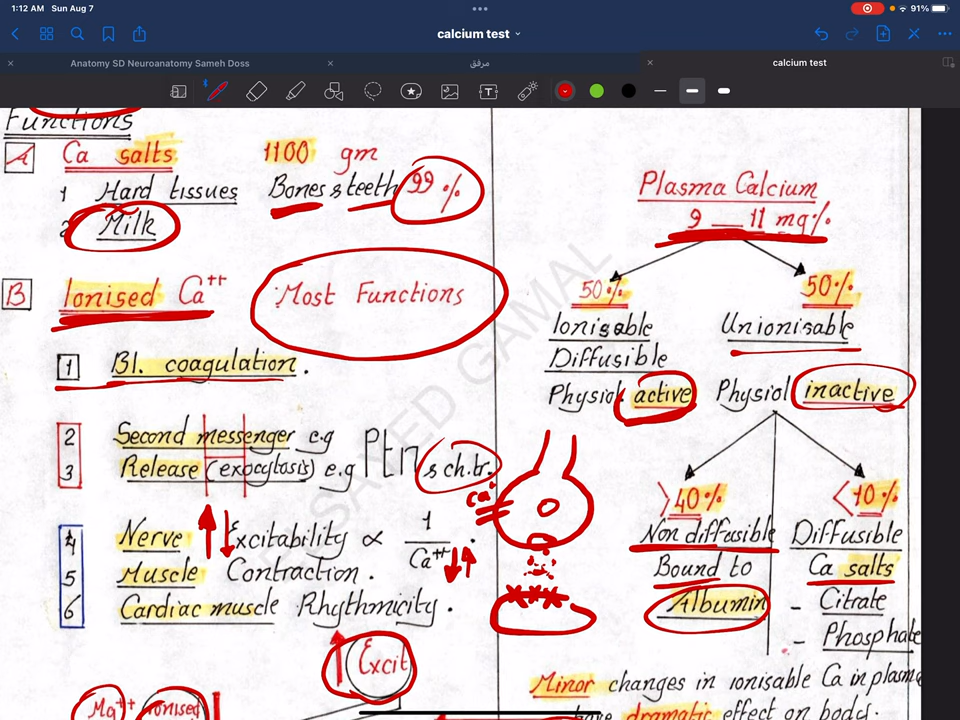 1:12 AM Sun Aug 7
91%
calcium test
Anatomy SD Neuroanatomy Sameh Doss
مرفق
calcium test
Functions
A Ca salts 1100 gm
1 Hard tissues Bones & teeth 99 %
2 Milk
B Ionised Ca++ Most Functions
1 Bl. coagulation.
2 Second messenger e.g Ptns
3 Release (exocytosis) e.g ch.tr.
4 Nerve Excitability ∝ 1 / Ca++
5 Muscle Contraction.
6 Cardiac muscle Rhythmicity.
Ca++
Excit
Mg++ ionised
Plasma Calcium
9 — 11 mg%
50% 50%
Ionisable Unionisable
Diffusible
Physiol active Physiol inactive
>40% <10%
Non diffusible Diffusible
Bound to Ca salts
Albumin - Citrate
- Phosphate
Minor changes in ionisable Ca in plasma
have dramatic effect on body.
SAYED GAMAL